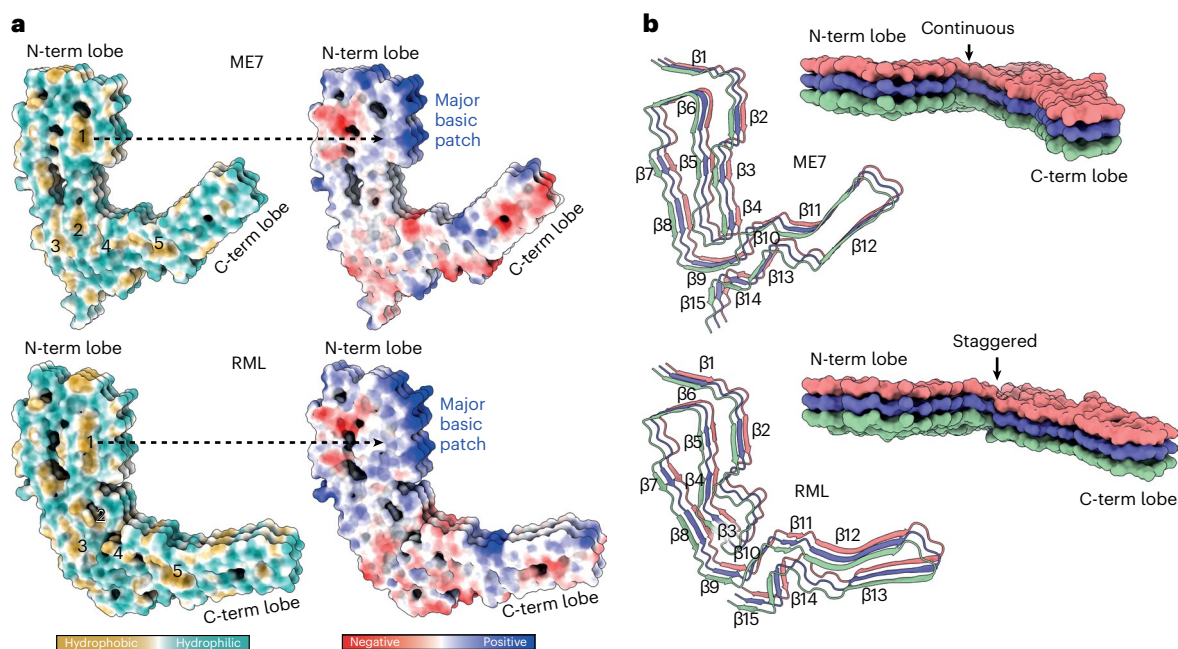 a
N-term lobe
ME7
N-term lobe
Major
basic
patch
1
2
3
4
5
C-term lobe
C-term lobe
N-term lobe
RML
N-term lobe
Major
basic
patch
1
2
3
4
5
C-term lobe
C-term lobe
Hydrophobic
Hydrophilic
Negative
Positive
b
β1
β6
β2
β5
β3
β7
ME7
β4
β8
β11
β10
β12
β9
β13
β15
β14
N-term lobe
Continuous
C-term lobe
β1
β6
β2
β5
β4
β7
RML
β3
β8
β11
β12
β10
β9
β14
β13
β15
Staggered
N-term lobe
C-term lobe